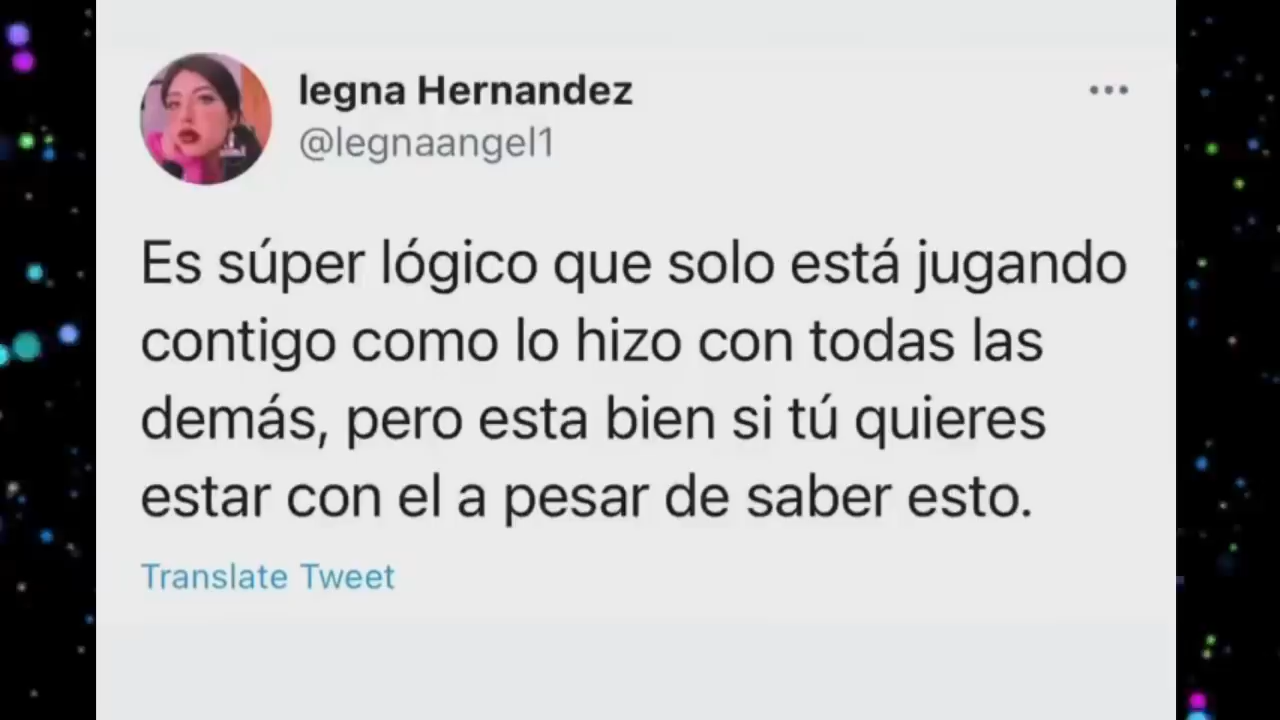 legna Hernandez
@legnaangel1
Es súper lógico que solo está jugando
contigo como lo hizo con todas las
demás, pero esta bien si tú quieres
estar con el a pesar de saber esto.
Translate Tweet